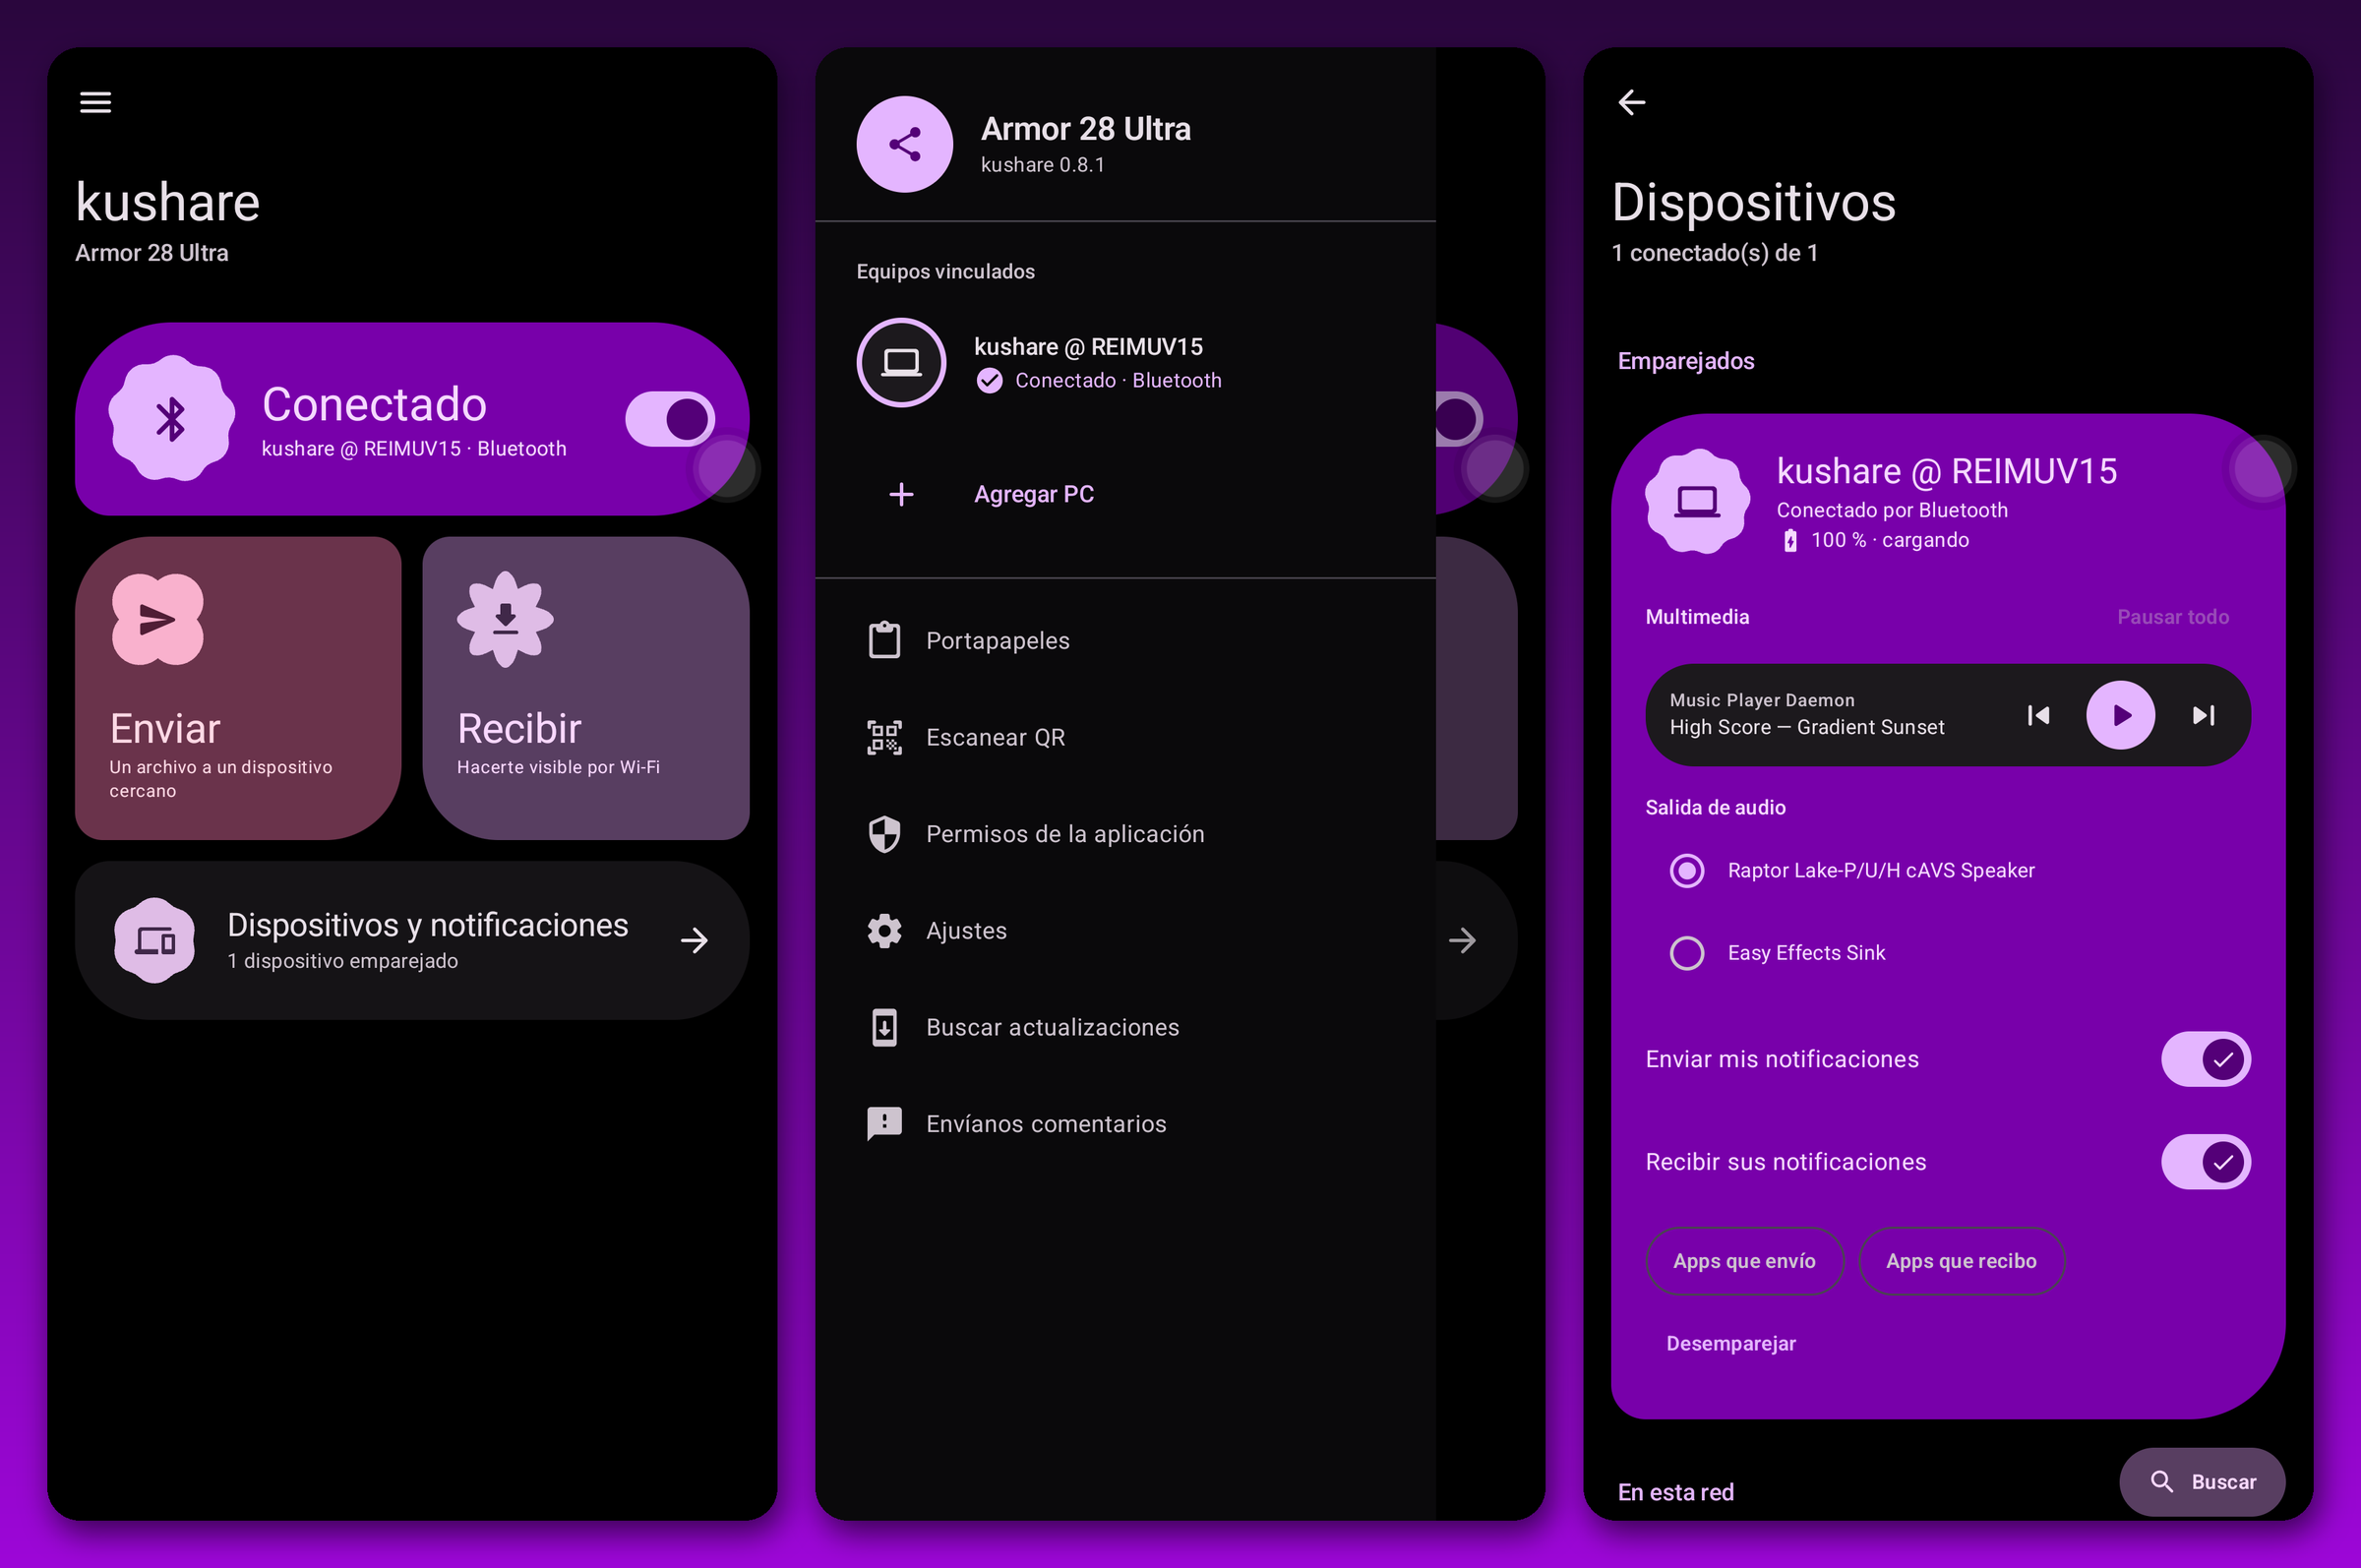 kushare
Armor 28 Ultra
Conectado
kushare @ REIMUV15 · Bluetooth
Enviar
Un archivo a un dispositivo
cercano
Recibir
Hacerte visible por Wi-Fi
Dispositivos y notificaciones
1 dispositivo emparejado
Armor 28 Ultra
kushare 0.8.1
Equipos vinculados
kushare @ REIMUV15
Conectado · Bluetooth
Agregar PC
Portapapeles
Escanear QR
Permisos de la aplicación
Ajustes
Buscar actualizaciones
Envíanos comentarios
Dispositivos
1 conectado(s) de 1
Emparejados
kushare @ REIMUV15
Conectado por Bluetooth
100 % · cargando
Multimedia
Pausar todo
Music Player Daemon
High Score — Gradient Sunset
Salida de audio
Raptor Lake-P/U/H cAVS Speaker
Easy Effects Sink
Enviar mis notificaciones
Recibir sus notificaciones
Apps que envío
Apps que recibo
Desemparejar
En esta red
Buscar